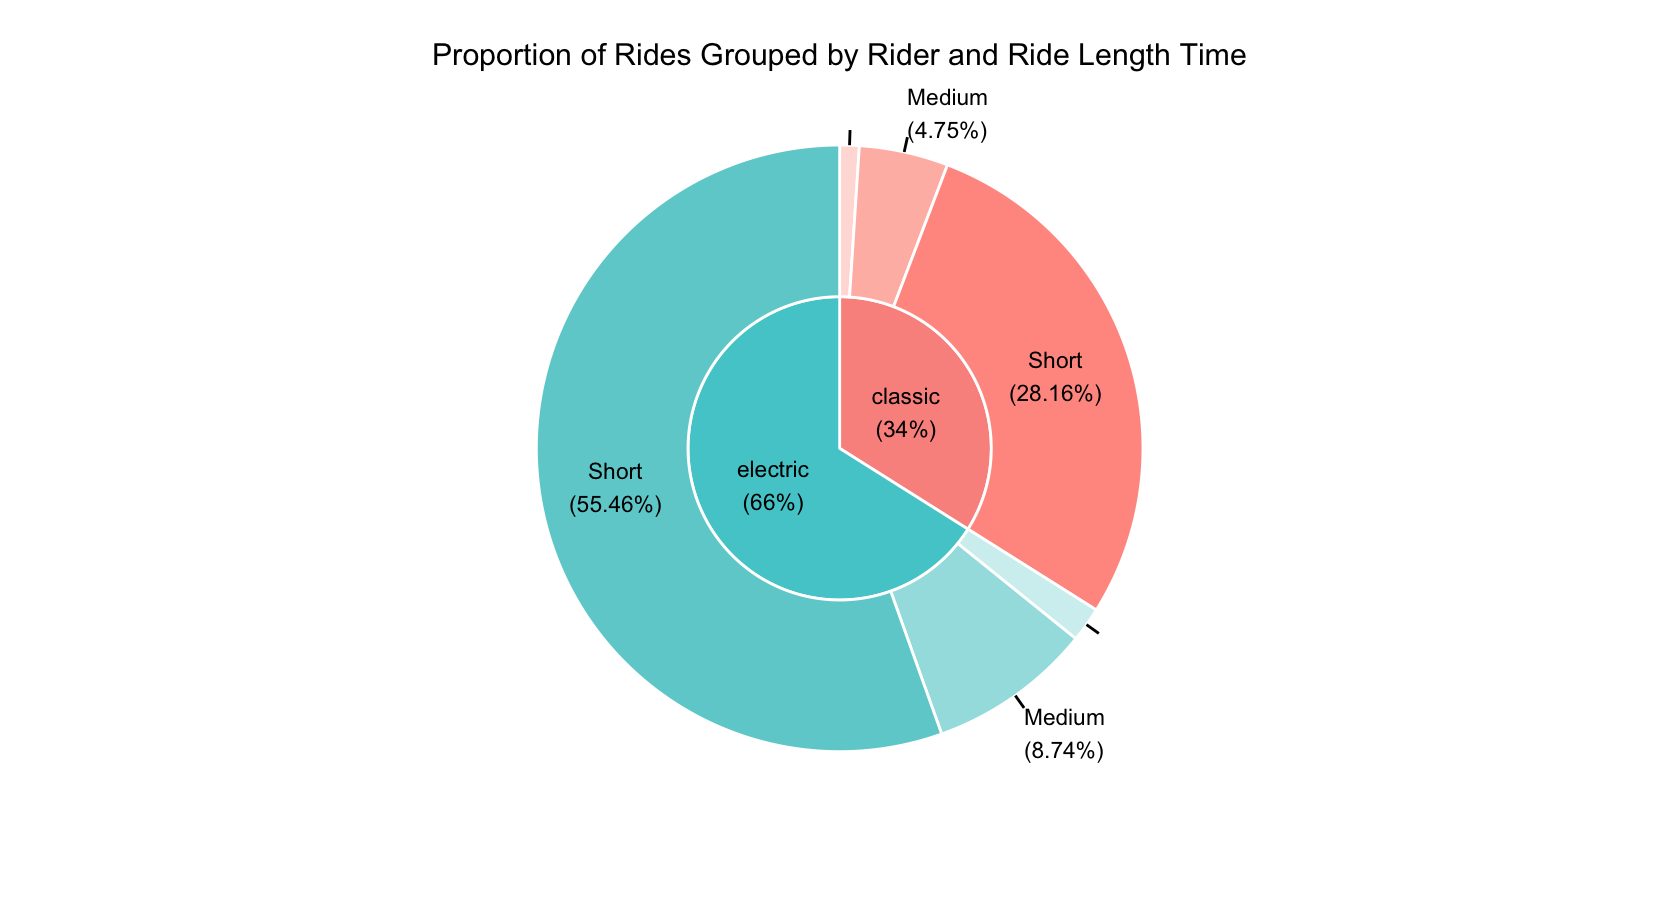 Proportion of Rides Grouped by Rider and Ride Length Time
Medium
(4.75%)
Short
(28.16%)
classic
(34%)
electric
(66%)
Short
(55.46%)
Medium
(8.74%)